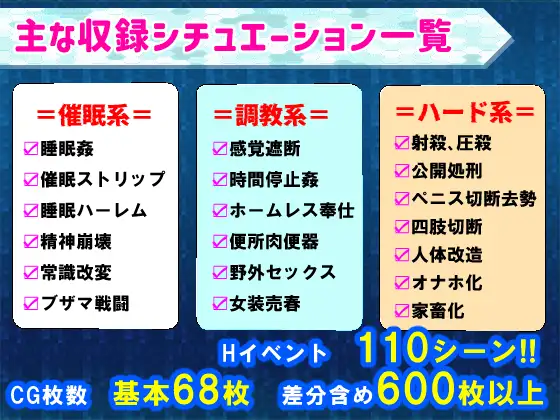 主な収録シチュエーション一覧
＝催眠系＝
睡眠姦
催眠ストリップ
睡眠ハーレム
精神崩壊
常識改変
ブザマ戦闘
＝調教系＝
感覚遮断
時間停止姦
ホームレス奉仕
便所肉便器
野外セックス
女装売春
＝ハード系＝
射殺、圧殺
公開処刑
ペニス切断去勢
四肢切断
人体改造
オナホ化
家畜化
Hイベント 110シーン!!
CG枚数 基本68枚 差分含め600枚以上